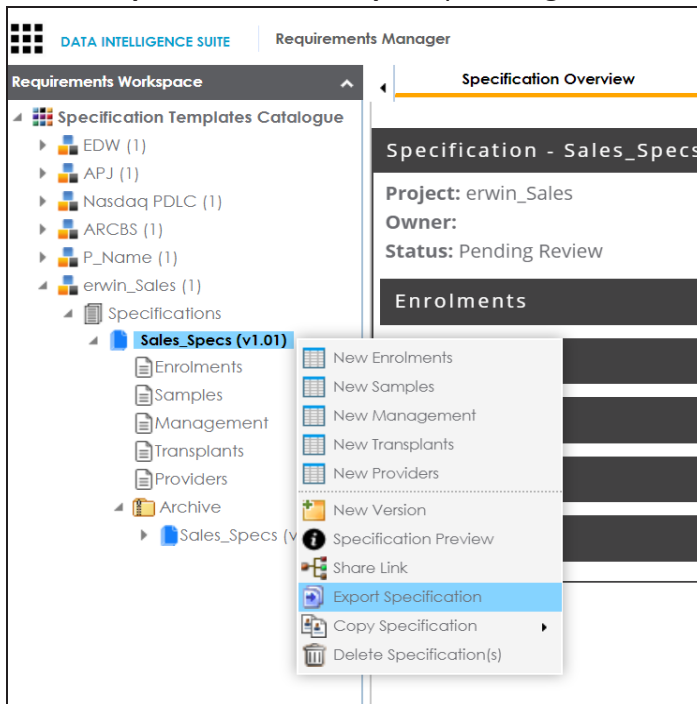 DATA INTELLIGENCE SUITE
Requirements Manager
Requirements Workspace
Specification Overview
Specification Templates Catalogue
EDW (1)
APJ (1)
Nasdaq PDLC (1)
ARCBS (1)
P_Name (1)
erwin_Sales (1)
Specifications
Sales_Specs (v1.01)
Enrolments
Samples
Management
Transplants
Providers
Archive
Sales_Specs (v
New Enrolments
New Samples
New Management
New Transplants
New Providers
New Version
Specification Preview
Share Link
Export Specification
Copy Specification
Delete Specification(s)
Specification - Sales_Specs
Project: erwin_Sales
Owner:
Status: Pending Review
Enrolments